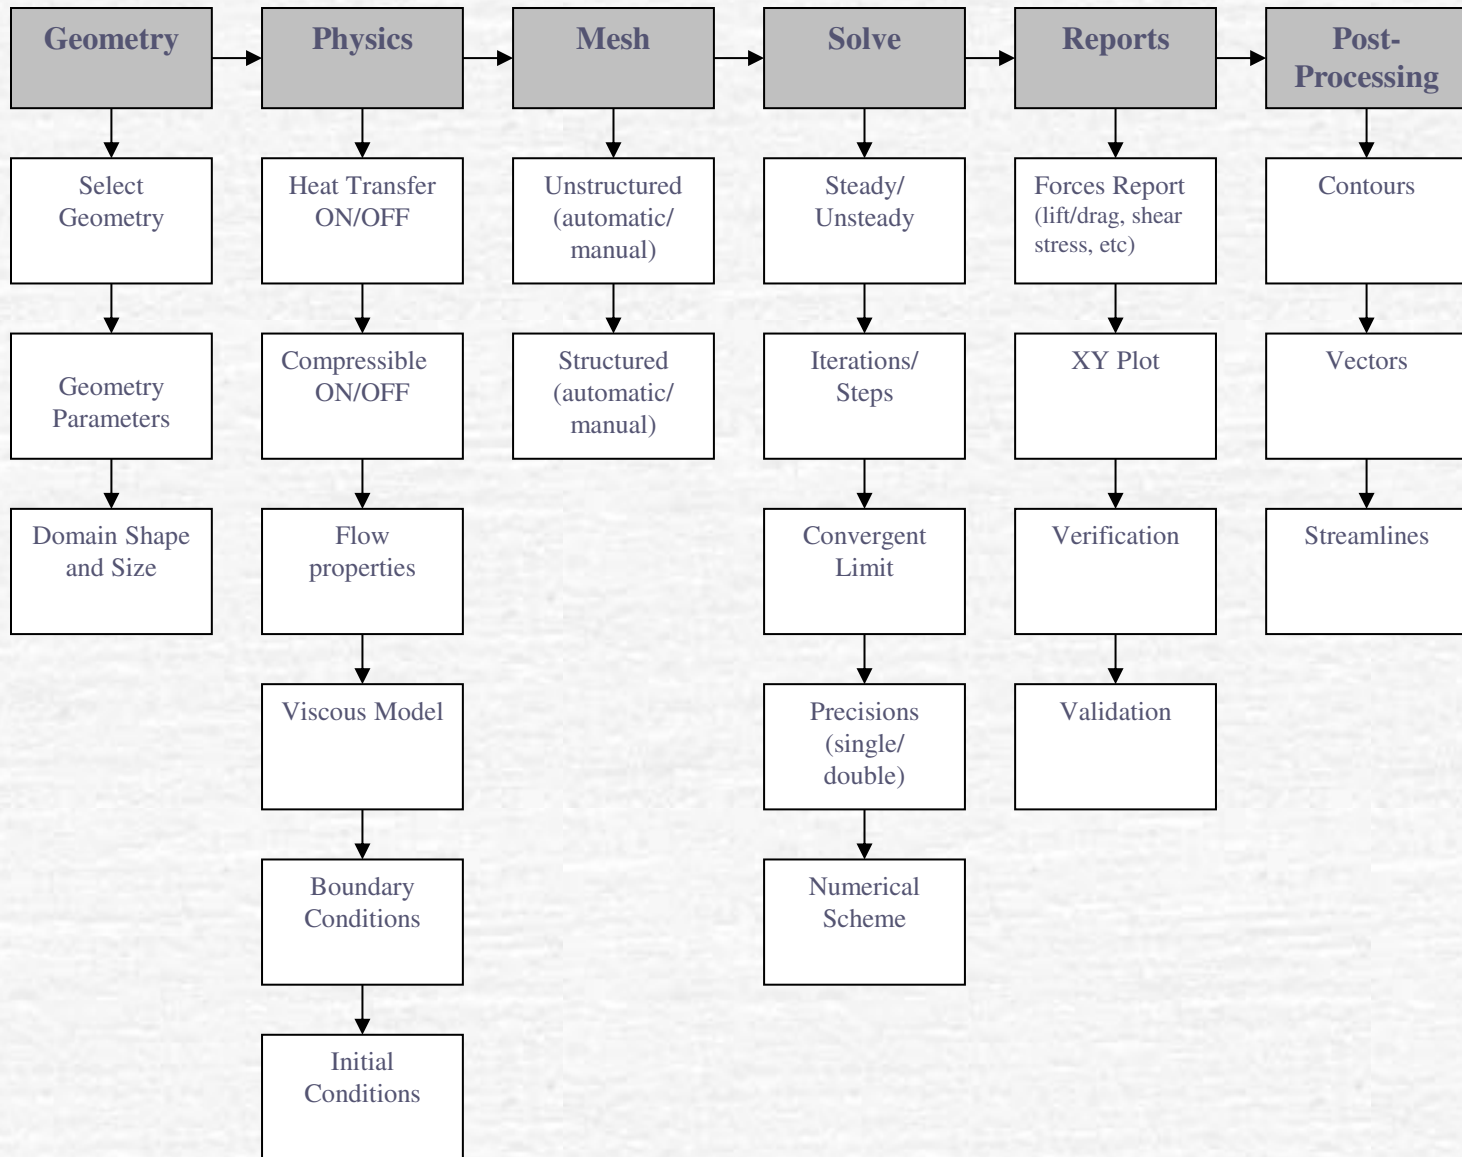 Geometry
Physics
Mesh
Solve
Reports
Post-
Processing
Select
Geometry
Geometry
Parameters
Domain Shape
and Size
Heat Transfer
ON/OFF
Compressible
ON/OFF
Flow
properties
Viscous Model
Boundary
Conditions
Initial
Conditions
Unstructured
(automatic/
manual)
Structured
(automatic/
manual)
Steady/
Unsteady
Iterations/
Steps
Convergent
Limit
Precisions
(single/
double)
Numerical
Scheme
Forces Report
(lift/drag, shear
stress, etc)
XY Plot
Verification
Validation
Contours
Vectors
Streamlines